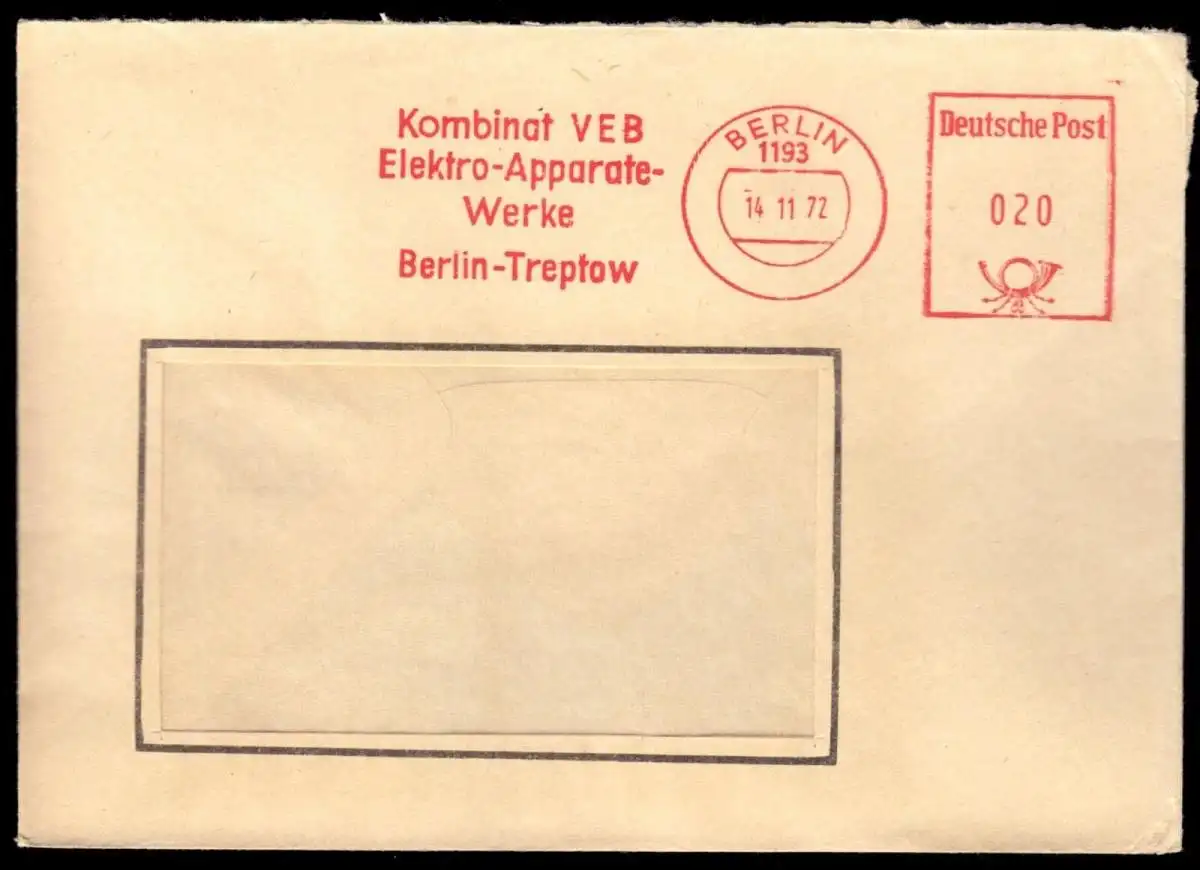 Kombinat VEB
Elektro-Apparate-
Werke
Berlin-Treptow
BERLIN
1193
14 11 72
Deutsche Post
020